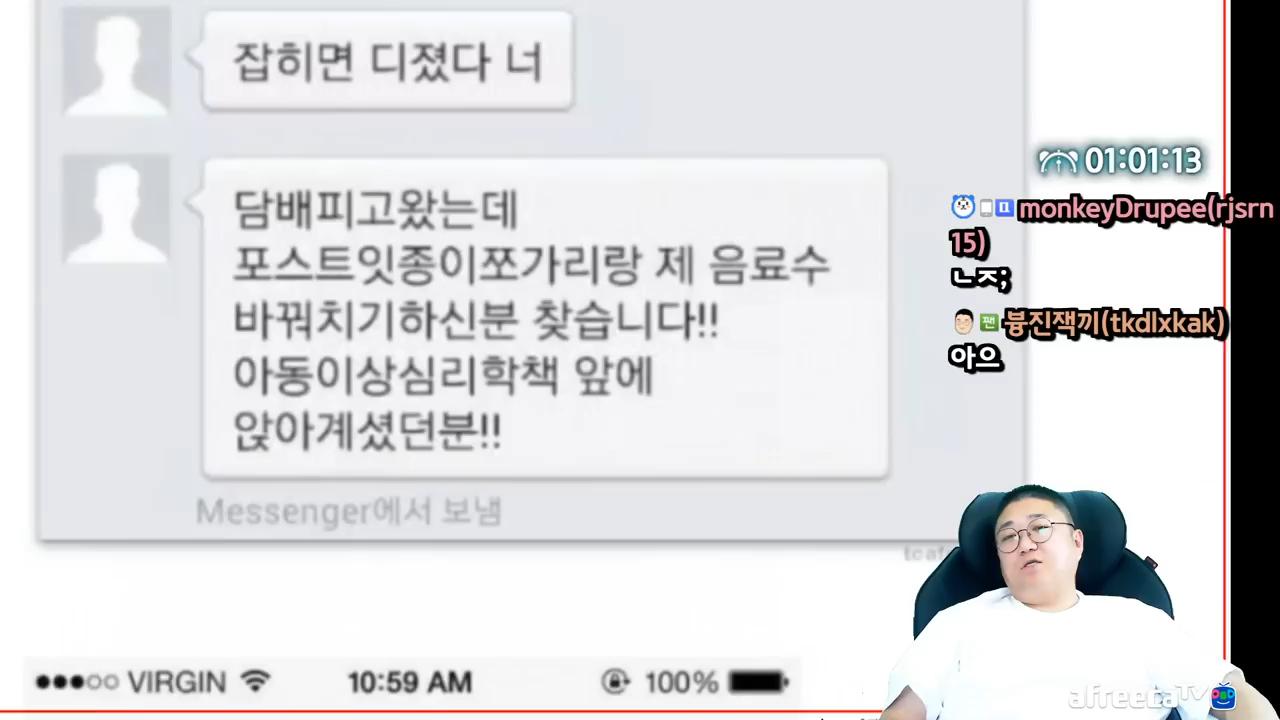 잡히면 디졌다 너
담배피고왔는데
포스트잇종이쪼가리랑 제 음료수
바꿔치기하신분 찾습니다!!
아동이상심리학책 앞에
앉아계셨던분!!
Messenger에서 보냄
VIRGIN 10:59 AM 100%
01:01:13
monkeyDrupee(rjsrn
15)
ㄴㅈ;
븅진잭끼(tkdlxkak)
아으
afreecaTV